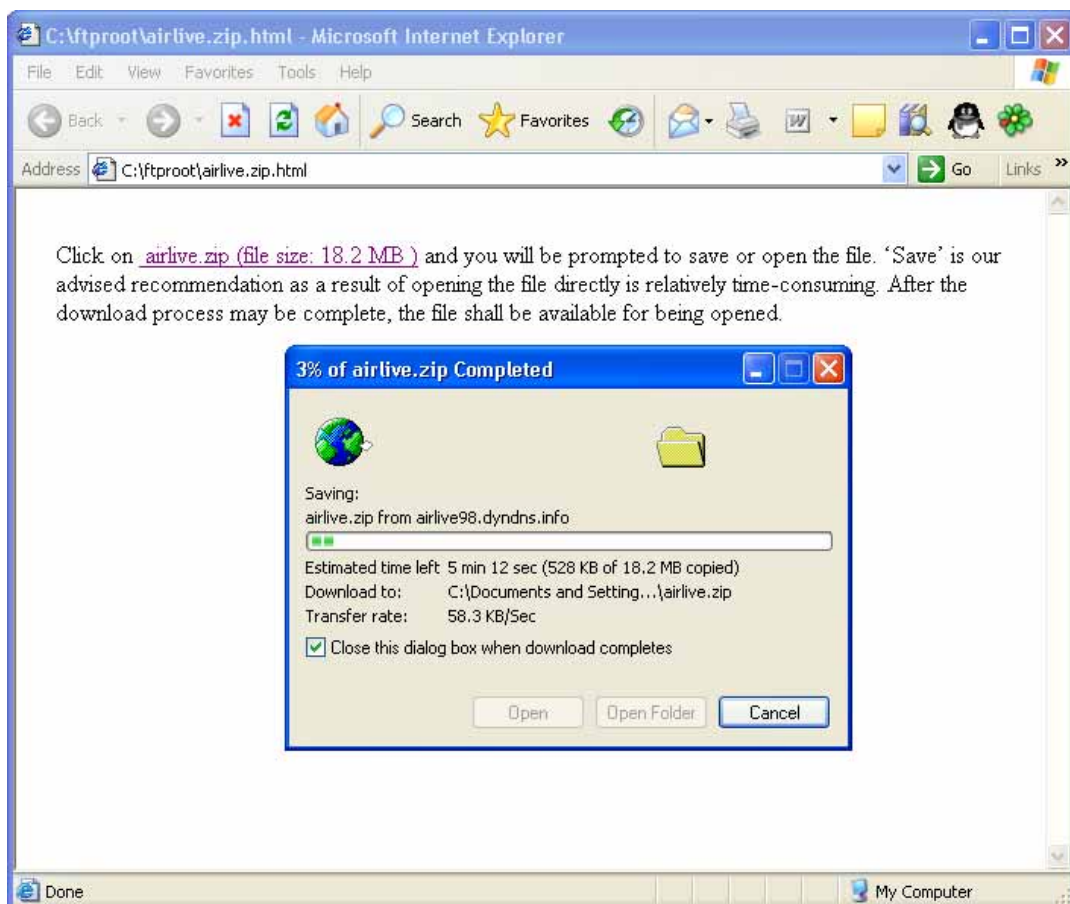 C:\ftproot\airlive.zip.html - Microsoft Internet Explorer
File Edit View Favorites Tools Help
Back Search Favorites
Address C:\ftproot\airlive.zip.html Go Links »
Click on airlive.zip (file size: 18.2 MB ) and you will be prompted to save or open the file. ‘Save’ is our
advised recommendation as a result of opening the file directly is relatively time-consuming. After the
download process may be complete, the file shall be available for being opened.
3% of airlive.zip Completed
Saving:
airlive.zip from airlive98.dyndns.info
Estimated time left 5 min 12 sec (528 KB of 18.2 MB copied)
Download to: C:\Documents and Setting...\airlive.zip
Transfer rate: 58.3 KB/Sec
Close this dialog box when download completes
Open Open Folder Cancel
Done My Computer